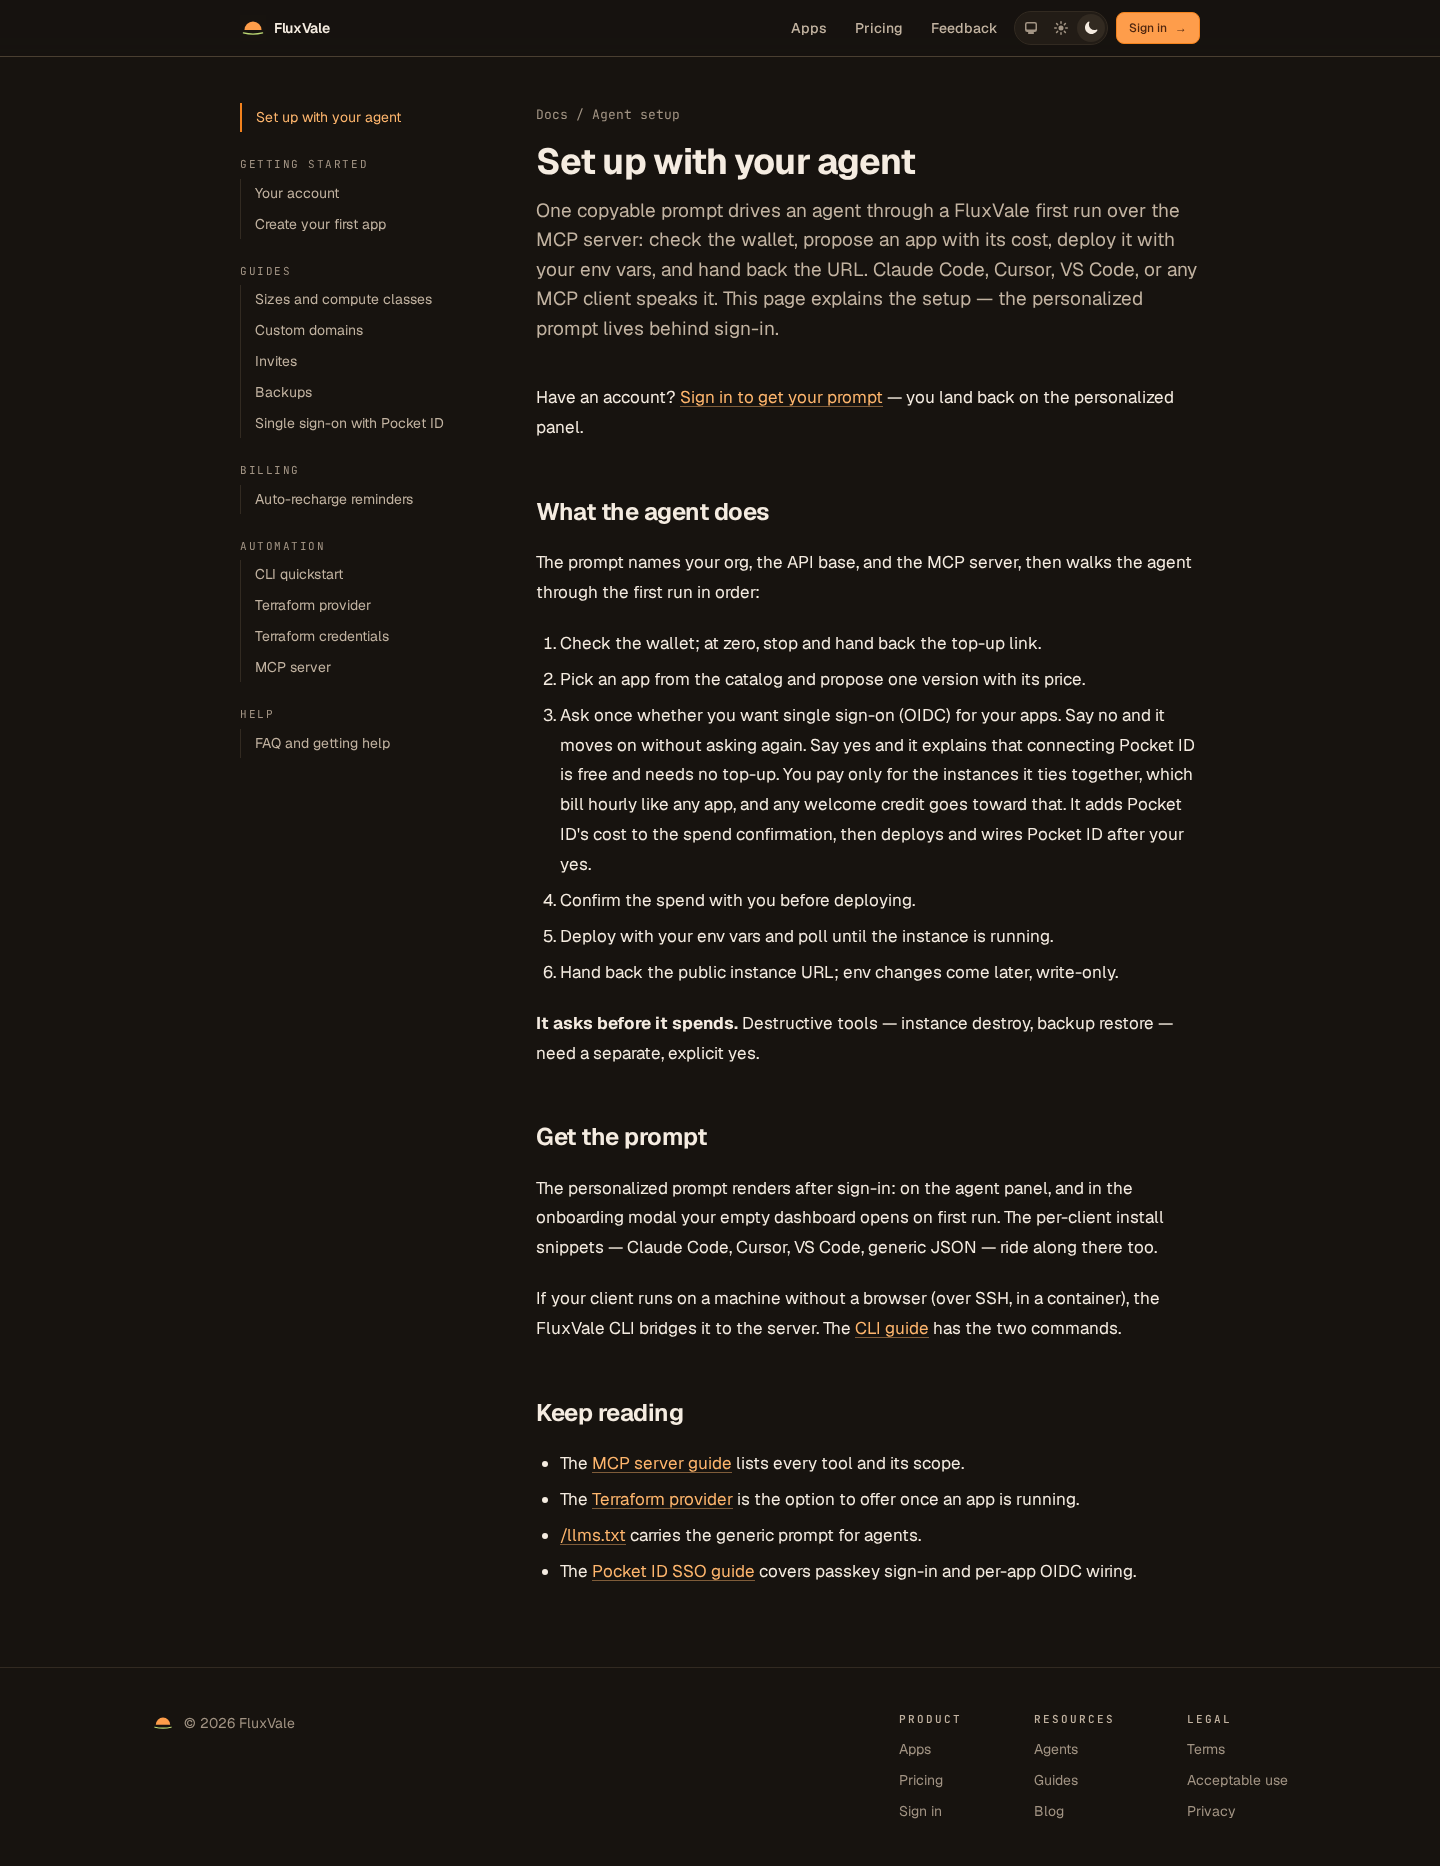 FluxVale
Apps
Pricing
Feedback
Sign in →
Set up with your agent
GETTING STARTED
Your account
Create your first app
GUIDES
Sizes and compute classes
Custom domains
Invites
Backups
Single sign-on with Pocket ID
BILLING
Auto-recharge reminders
AUTOMATION
CLI quickstart
Terraform provider
Terraform credentials
MCP server
HELP
FAQ and getting help
Docs / Agent setup
Set up with your agent
One copyable prompt drives an agent through a FluxVale first run over the
MCP server: check the wallet, propose an app with its cost, deploy it with
your env vars, and hand back the URL. Claude Code, Cursor, VS Code, or any
MCP client speaks it. This page explains the setup — the personalized
prompt lives behind sign-in.
Have an account? Sign in to get your prompt — you land back on the personalized
panel.
What the agent does
The prompt names your org, the API base, and the MCP server, then walks the agent
through the first run in order:
1. Check the wallet; at zero, stop and hand back the top-up link.
2. Pick an app from the catalog and propose one version with its price.
3. Ask once whether you want single sign-on (OIDC) for your apps. Say no and it
moves on without asking again. Say yes and it explains that connecting Pocket ID
is free and needs no top-up. You pay only for the instances it ties together, which
bill hourly like any app, and any welcome credit goes toward that. It adds Pocket
ID's cost to the spend confirmation, then deploys and wires Pocket ID after your
yes.
4. Confirm the spend with you before deploying.
5. Deploy with your env vars and poll until the instance is running.
6. Hand back the public instance URL; env changes come later, write-only.
It asks before it spends. Destructive tools — instance destroy, backup restore —
need a separate, explicit yes.
Get the prompt
The personalized prompt renders after sign-in: on the agent panel, and in the
onboarding modal your empty dashboard opens on first run. The per-client install
snippets — Claude Code, Cursor, VS Code, generic JSON — ride along there too.
If your client runs on a machine without a browser (over SSH, in a container), the
FluxVale CLI bridges it to the server. The CLI guide has the two commands.
Keep reading
• The MCP server guide lists every tool and its scope.
• The Terraform provider is the option to offer once an app is running.
• /llms.txt carries the generic prompt for agents.
• The Pocket ID SSO guide covers passkey sign-in and per-app OIDC wiring.
© 2026 FluxVale
PRODUCT
Apps
Pricing
Sign in
RESOURCES
Agents
Guides
Blog
LEGAL
Terms
Acceptable use
Privacy